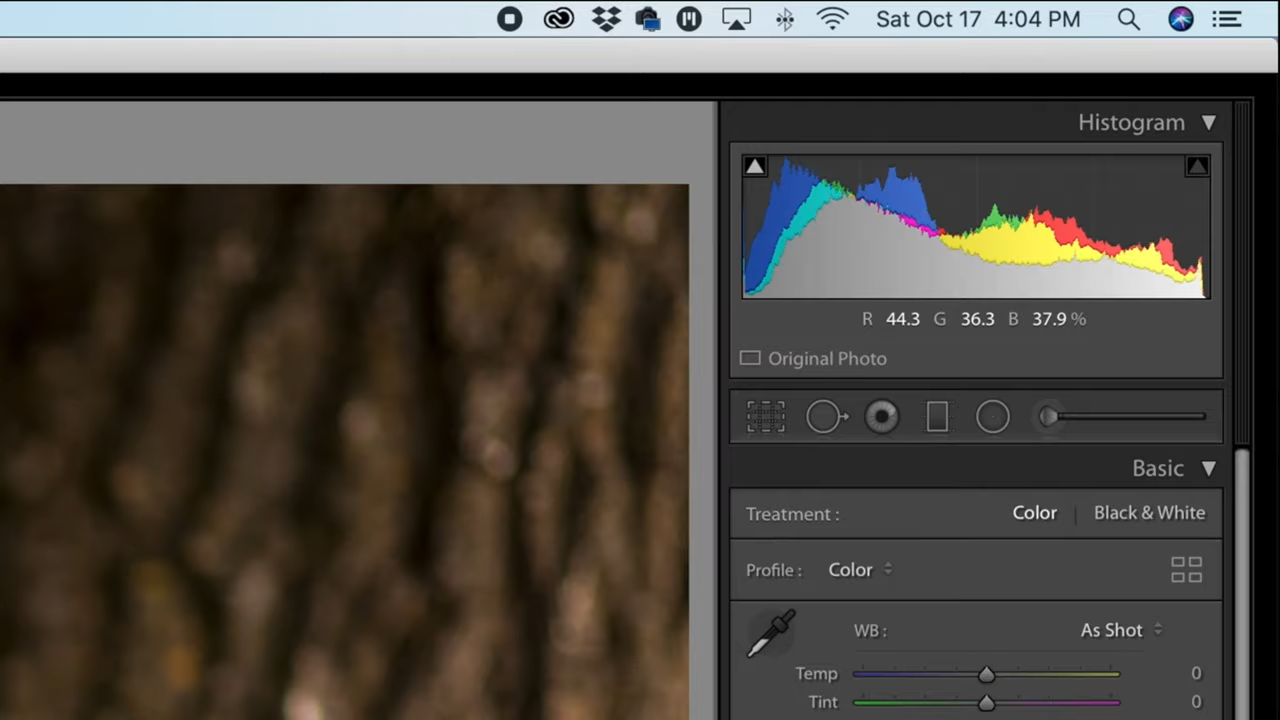 Sat Oct 17 4:04 PM
Histogram
R 44.3 G 36.3 B 37.9 %
Original Photo
Basic
Treatment : Color | Black & White
Profile : Color
WB : As Shot
Temp 0
Tint 0